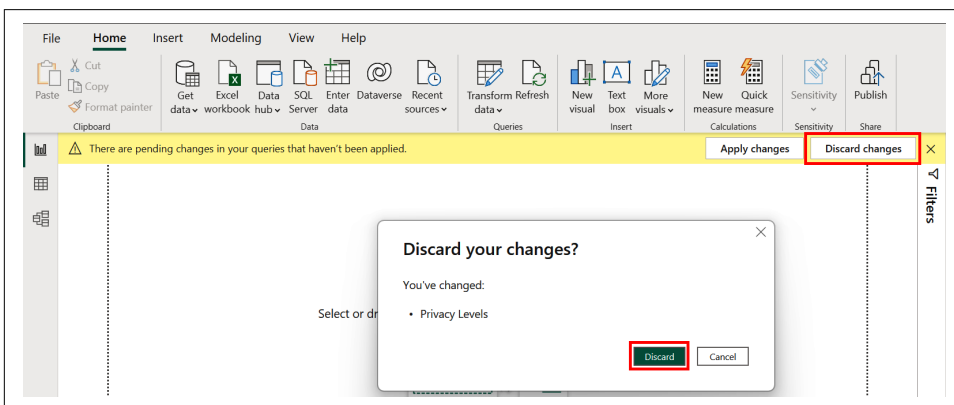 File Home Insert Modeling View Help
Paste
Cut
Copy
Format painter
Clipboard
Get data
Excel workbook
Data hub
SQL Server
Enter data
Dataverse
Recent sources
Data
Transform data
Refresh
Queries
New visual
Text box
More visuals
Insert
New measure
Quick measure
Calculations
Sensitivity
Sensitivity
Publish
Share
There are pending changes in your queries that haven't been applied.
Apply changes
Discard changes
Filters
Select or dr
Discard your changes?
You've changed:
• Privacy Levels
Discard
Cancel